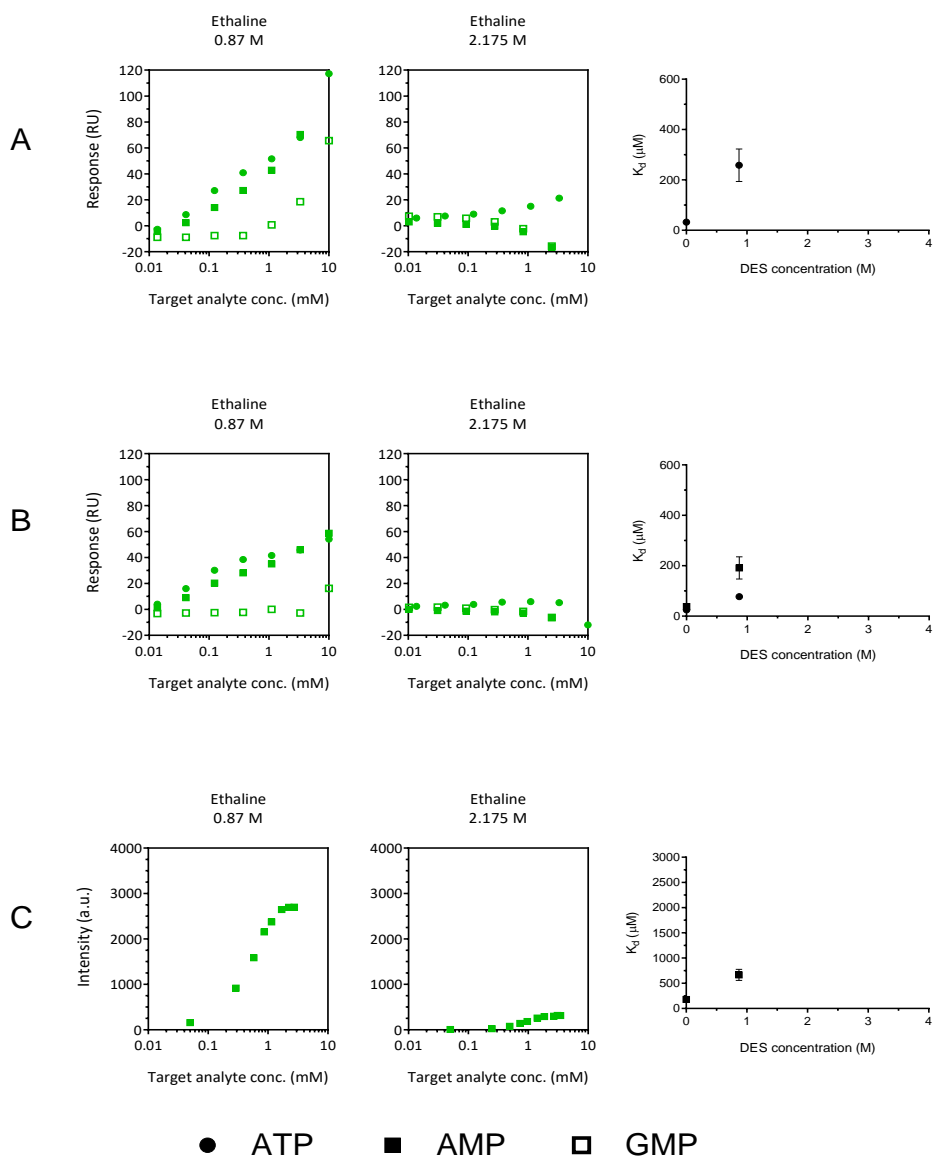 Ethaline
0.87 M
Ethaline
2.175 M
A
Response (RU)
120
100
80
60
40
20
0
-20
0.01 0.1 1 10
Target analyte conc. (mM)
120
100
80
60
40
20
0
-20
0.01 0.1 1 10
Target analyte conc. (mM)
Kd (µM)
600
400
200
0
0 1 2 3 4
DES concentration (M)
Ethaline
0.87 M
Ethaline
2.175 M
B
Response (RU)
120
100
80
60
40
20
0
-20
0.01 0.1 1 10
Target analyte conc. (mM)
120
100
80
60
40
20
0
-20
0.01 0.1 1 10
Target analyte conc. (mM)
Kd (µM)
600
400
200
0
0 1 2 3 4
DES concentration (M)
Ethaline
0.87 M
Ethaline
2.175 M
C
Intensity (a.u.)
4000
3000
2000
1000
0
0.01 0.1 1 10
Target analyte conc. (mM)
4000
3000
2000
1000
0
0.01 0.1 1 10
Target analyte conc. (mM)
Kd (µM)
3000
2500
2000
1500
1000
500
0
0 1 2 3 4
DES concentration (M)
ATP AMP GMP